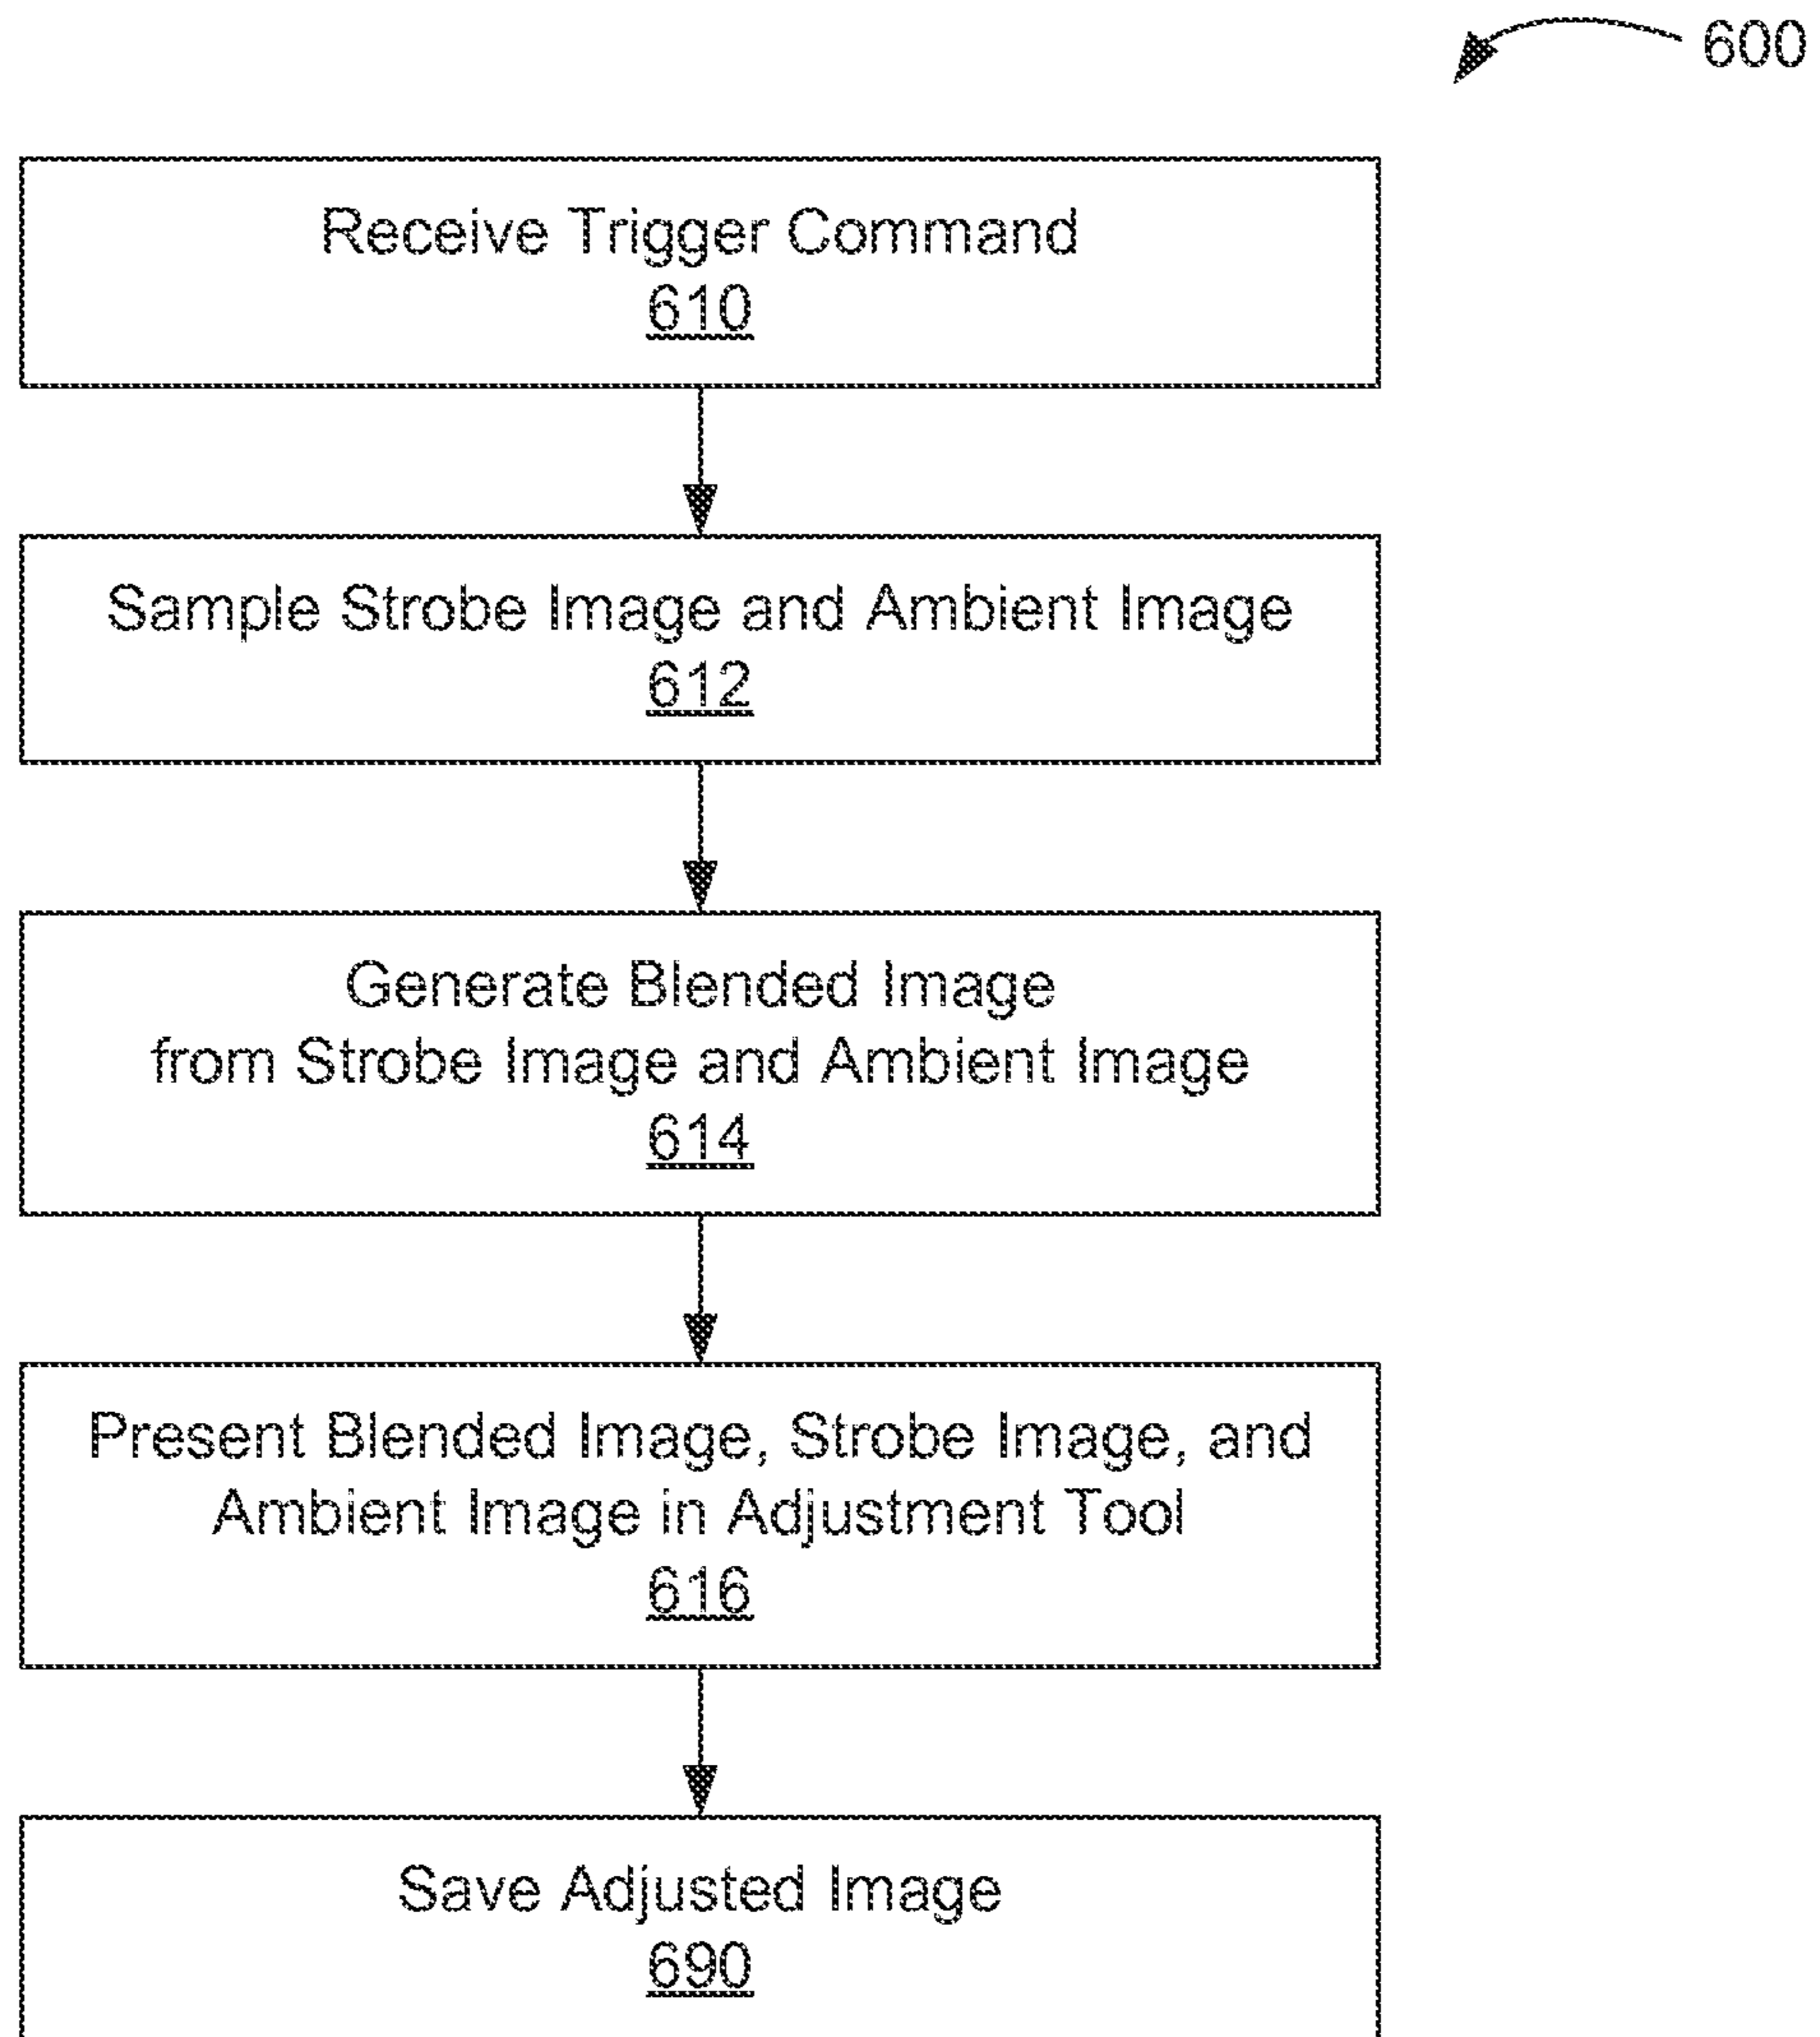 600
Receive Trigger Command
610
Sample Strobe Image and Ambient Image
612
Generate Blended Image
from Strobe Image and Ambient Image
614
Present Blended Image, Strobe Image, and
Ambient Image in Adjustment Tool
616
Save Adjusted Image
690